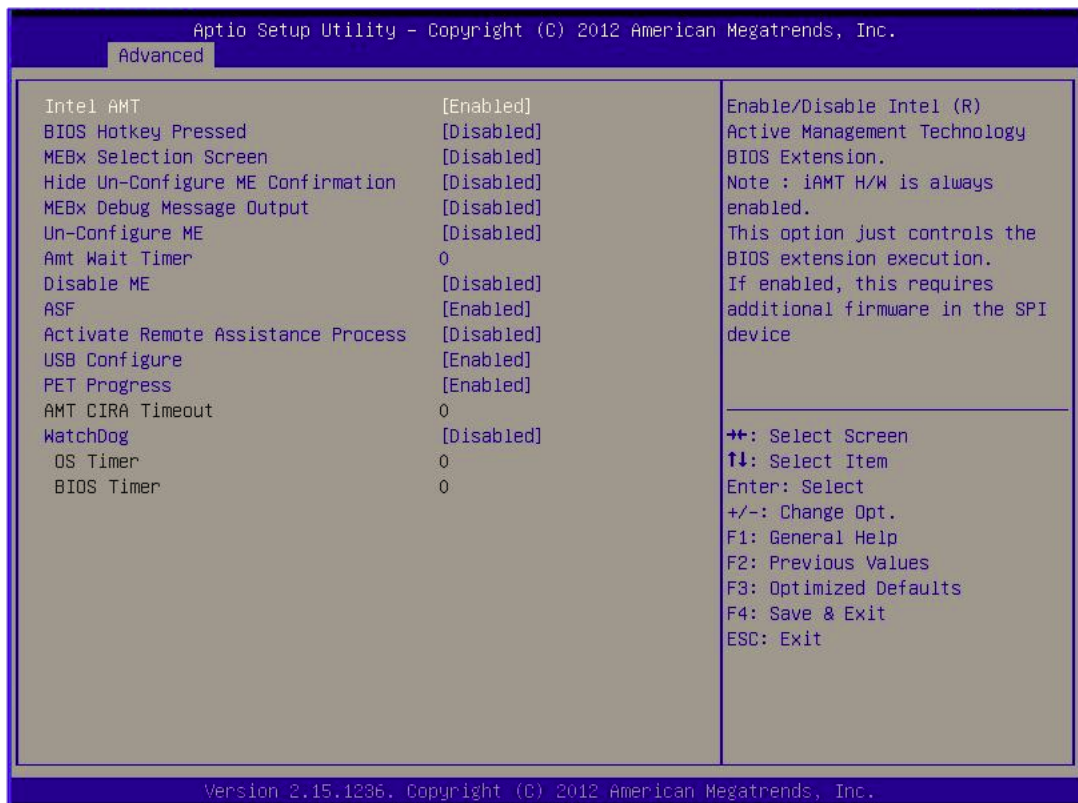 Aptio Setup Utility – Copyright (C) 2012 American Megatrends, Inc.
Advanced
Intel AMT [Enabled]
BIOS Hotkey Pressed [Disabled]
MEBx Selection Screen [Disabled]
Hide Un-Configure ME Confirmation [Disabled]
MEBx Debug Message Output [Disabled]
Un-Configure ME [Disabled]
Amt Wait Timer 0
Disable ME [Disabled]
ASF [Enabled]
Activate Remote Assistance Process [Disabled]
USB Configure [Enabled]
PET Progress [Enabled]
AMT CIRA Timeout 0
WatchDog [Disabled]
OS Timer 0
BIOS Timer 0
Enable/Disable Intel (R)
Active Management Technology
BIOS Extension.
Note : iAMT H/W is always
enabled.
This option just controls the
BIOS extension execution.
If enabled, this requires
additional firmware in the SPI
device
→←: Select Screen
↑↓: Select Item
Enter: Select
+/-: Change Opt.
F1: General Help
F2: Previous Values
F3: Optimized Defaults
F4: Save & Exit
ESC: Exit
Version 2.15.1236. Copyright (C) 2012 American Megatrends, Inc.